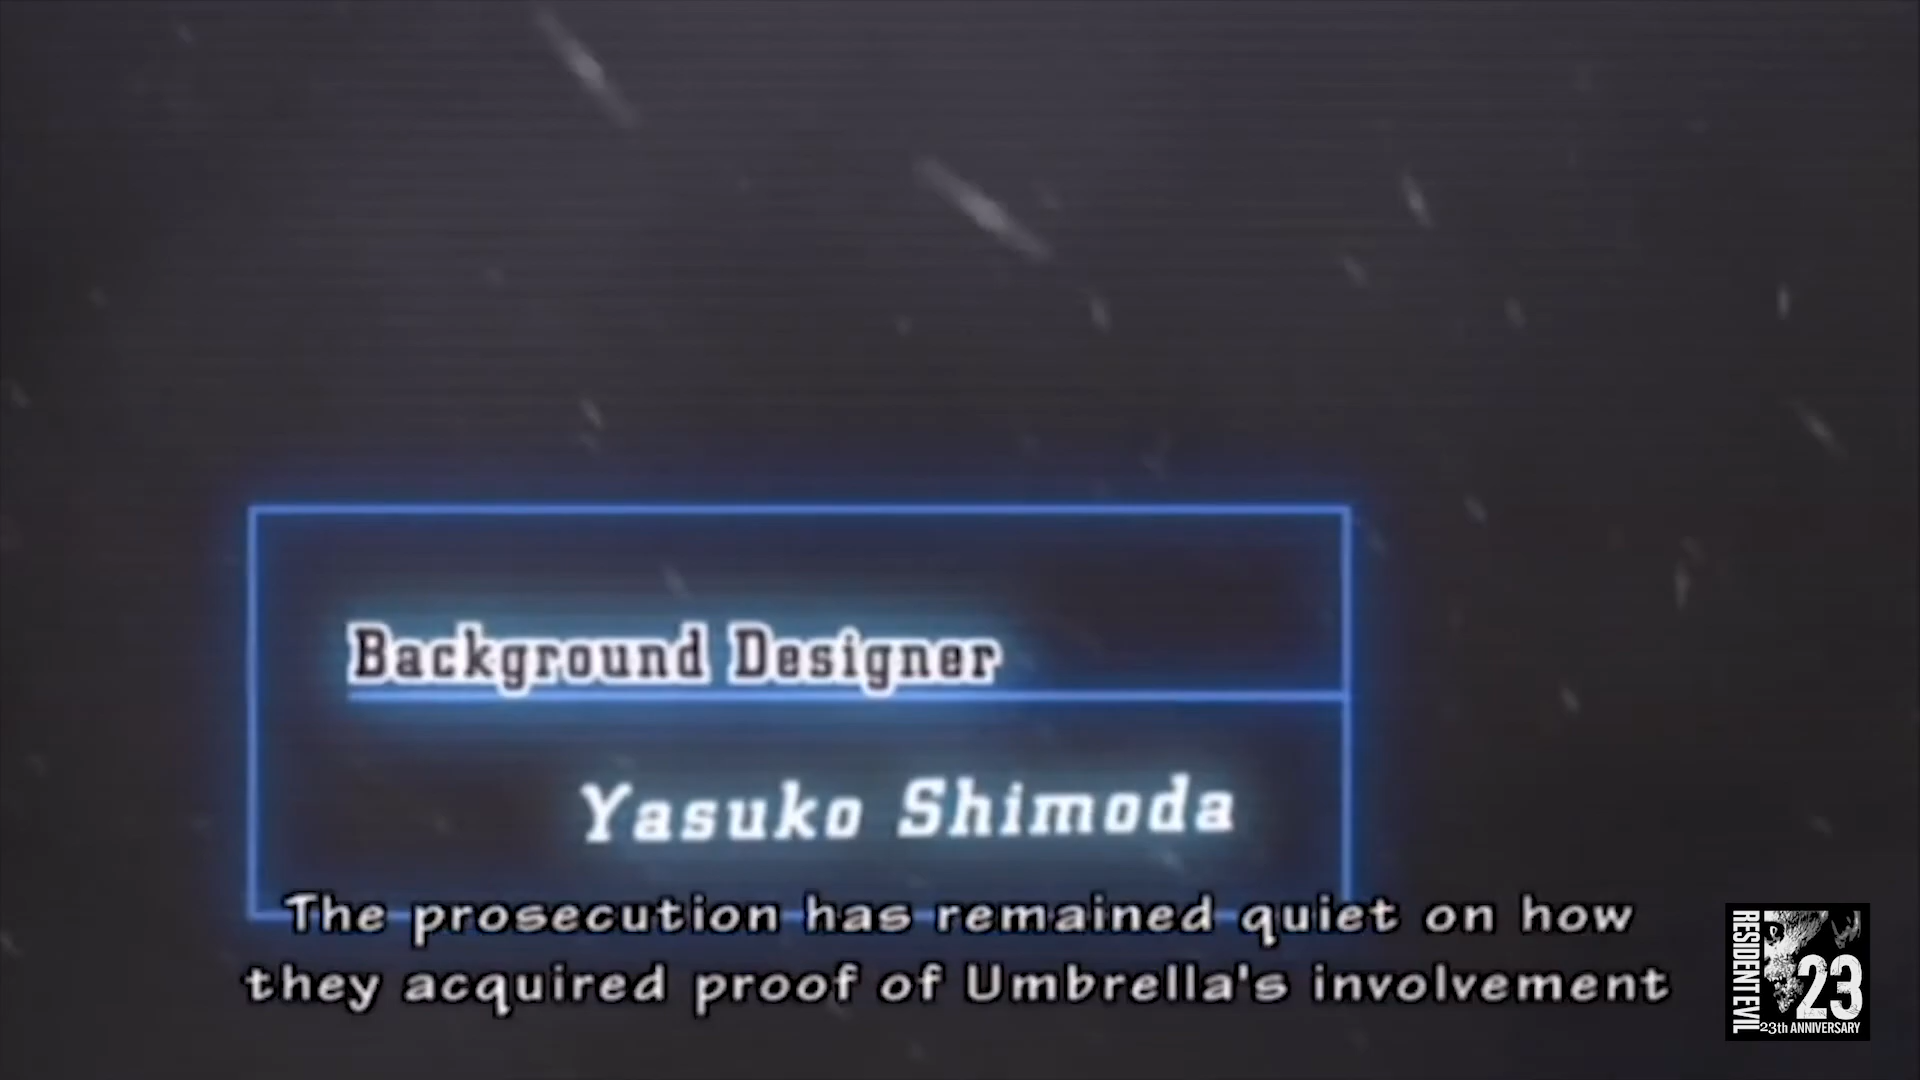 Background Designer
Yasuko Shimoda
The prosecution has remained quiet on how
they acquired proof of Umbrella's involvement
RESIDENT EVIL
23
23th ANNIVERSARY